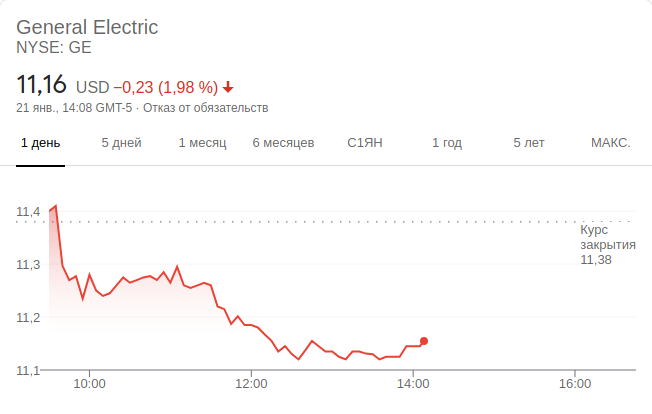 General Electric
NYSE: GE
11,16 USD −0,23 (1,98 %)
21 янв., 14:08 GMT-5 · Отказ от обязательств
1 день 5 дней 1 месяц 6 месяцев С1ЯН 1 год 5 лет МАКС.
11,4
Курс
закрытия
11,38
11,3
11,2
11,1
10:00 12:00 14:00 16:00